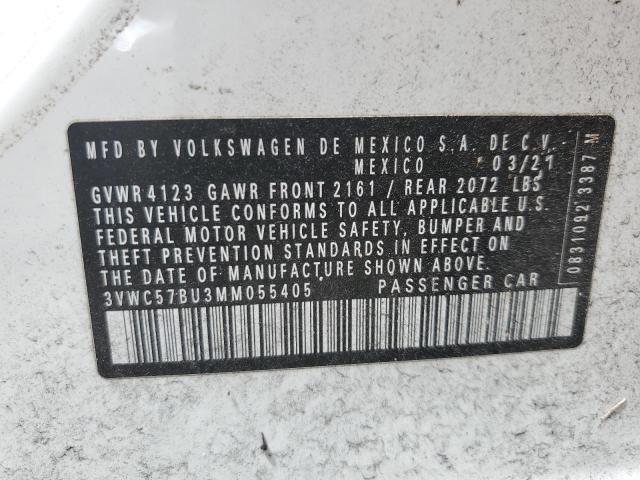 MFD BY VOLKSWAGEN DE MEXICO S.A. DE C.V.
MEXICO 03/21
GVWR 4123 GAWR FRONT 2161 / REAR 2072 LBS
THIS VEHICLE CONFORMS TO ALL APPLICABLE U.S.
FEDERAL MOTOR VEHICLE SAFETY, BUMPER AND
THEFT PREVENTION STANDARDS IN EFFECT ON
THE DATE OF MANUFACTURE SHOWN ABOVE.
3VWC57BU3MM055405 PASSENGER CAR
0831092 3387 M